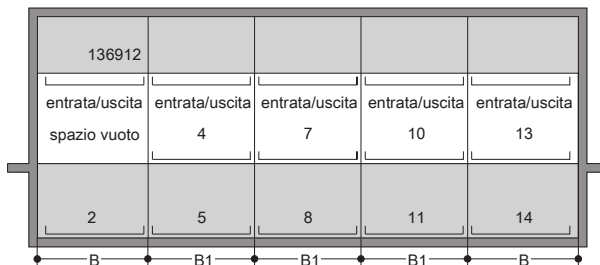 136912
entrata/uscita entrata/uscita entrata/uscita entrata/uscita entrata/uscita
spazio vuoto 4 7 10 13
2 5 8 11 14
B B1 B1 B1 B